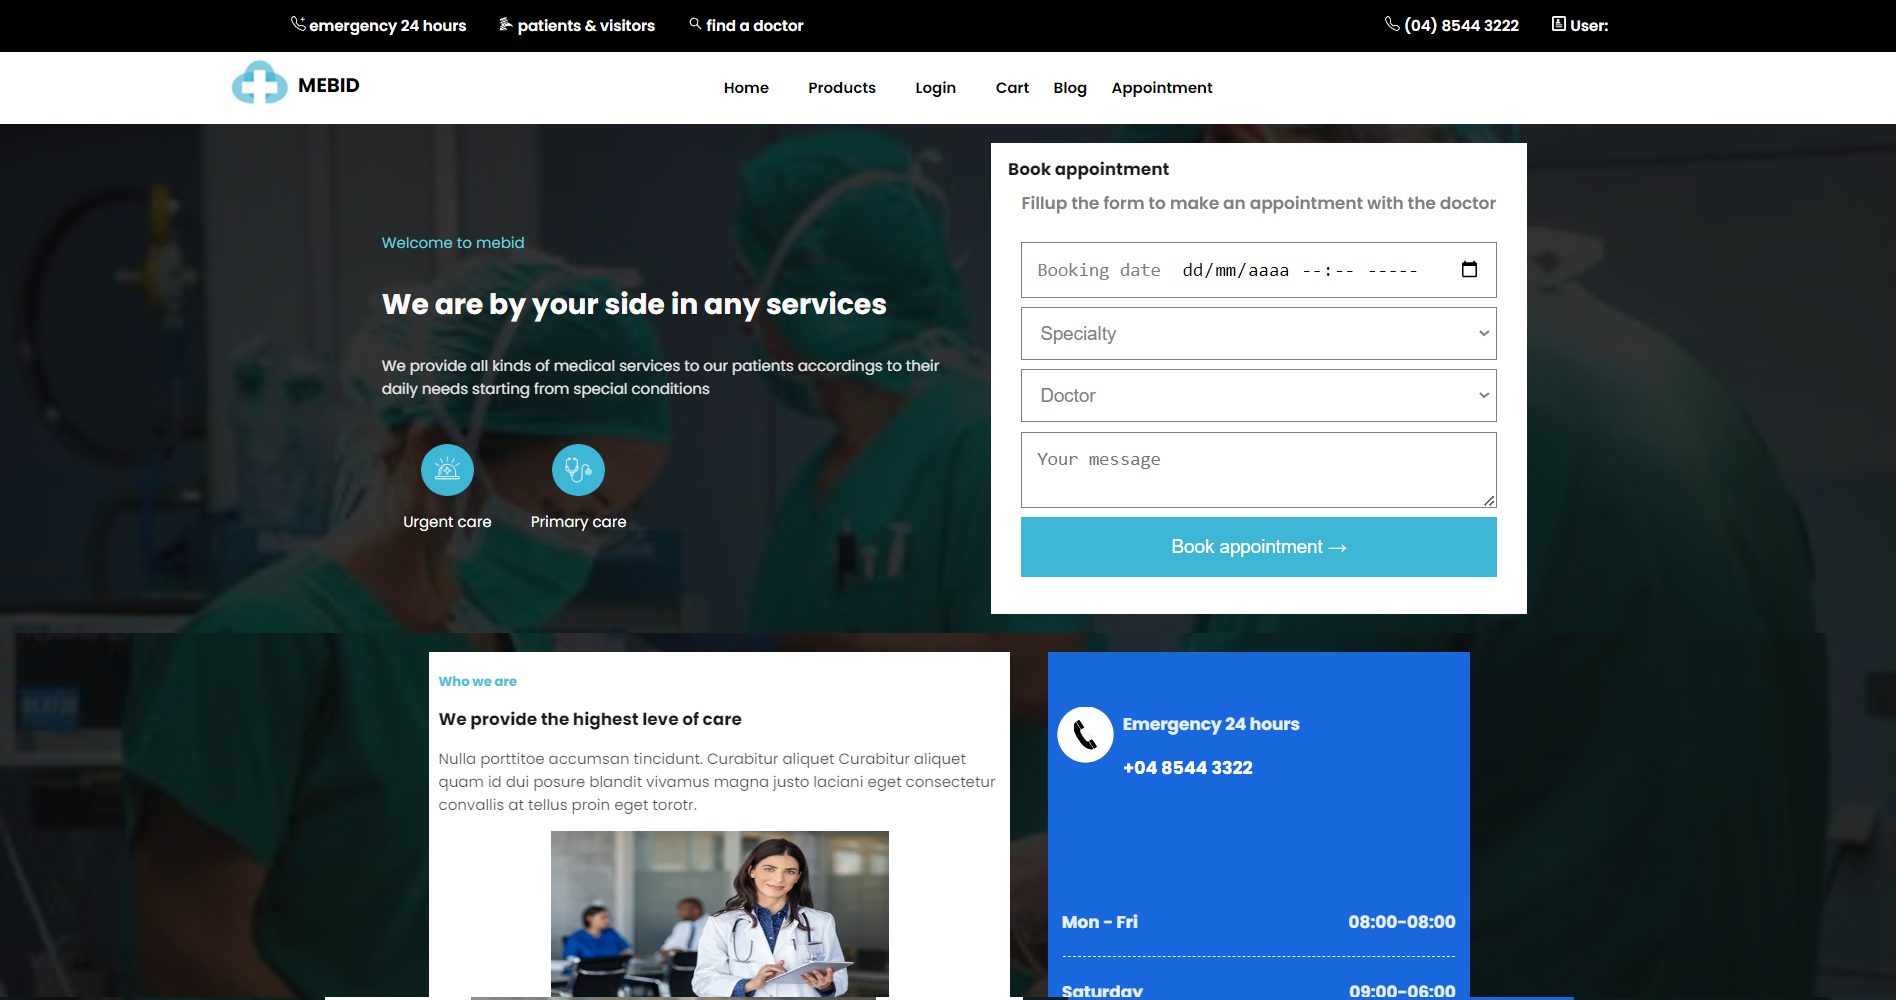 emergency 24 hours
patients & visitors
find a doctor
(04) 8544 3222
User:
MEBID
Home
Products
Login
Cart
Blog
Appointment
Welcome to mebid
We are by your side in any services
We provide all kinds of medical services to our patients accordings to their
daily needs starting from special conditions
Urgent care
Primary care
Book appointment
Fillup the form to make an appointment with the doctor
Booking date dd/mm/aaaa --:-- -----
Specialty
Doctor
Your message
Book appointment →
Who we are
We provide the highest leve of care
Nulla porttitoe accumsan tincidunt. Curabitur aliquet Curabitur aliquet
quam id dui posure blandit vivamus magna justo laciani eget consectetur
convallis at tellus proin eget torotr.
Emergency 24 hours
+04 8544 3322
Mon - Fri 08:00-08:00
Saturday 09:00-06:00